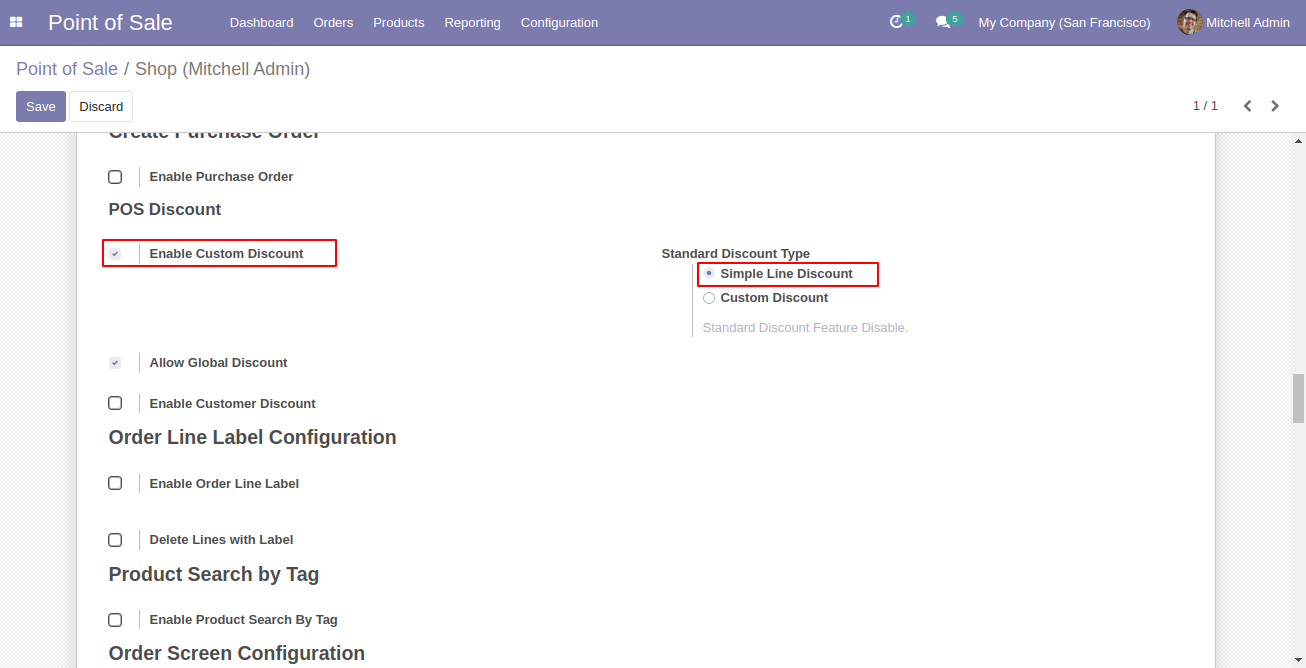 Point of Sale Dashboard Orders Products Reporting Configuration 1 5 My Company (San Francisco) Mitchell Admin
Point of Sale / Shop (Mitchell Admin)
Save Discard 1 / 1
Create Purchase Order
Enable Purchase Order
POS Discount
Enable Custom Discount Standard Discount Type
Simple Line Discount
Custom Discount
Standard Discount Feature Disable.
Allow Global Discount
Enable Customer Discount
Order Line Label Configuration
Enable Order Line Label
Delete Lines with Label
Product Search by Tag
Enable Product Search By Tag
Order Screen Configuration